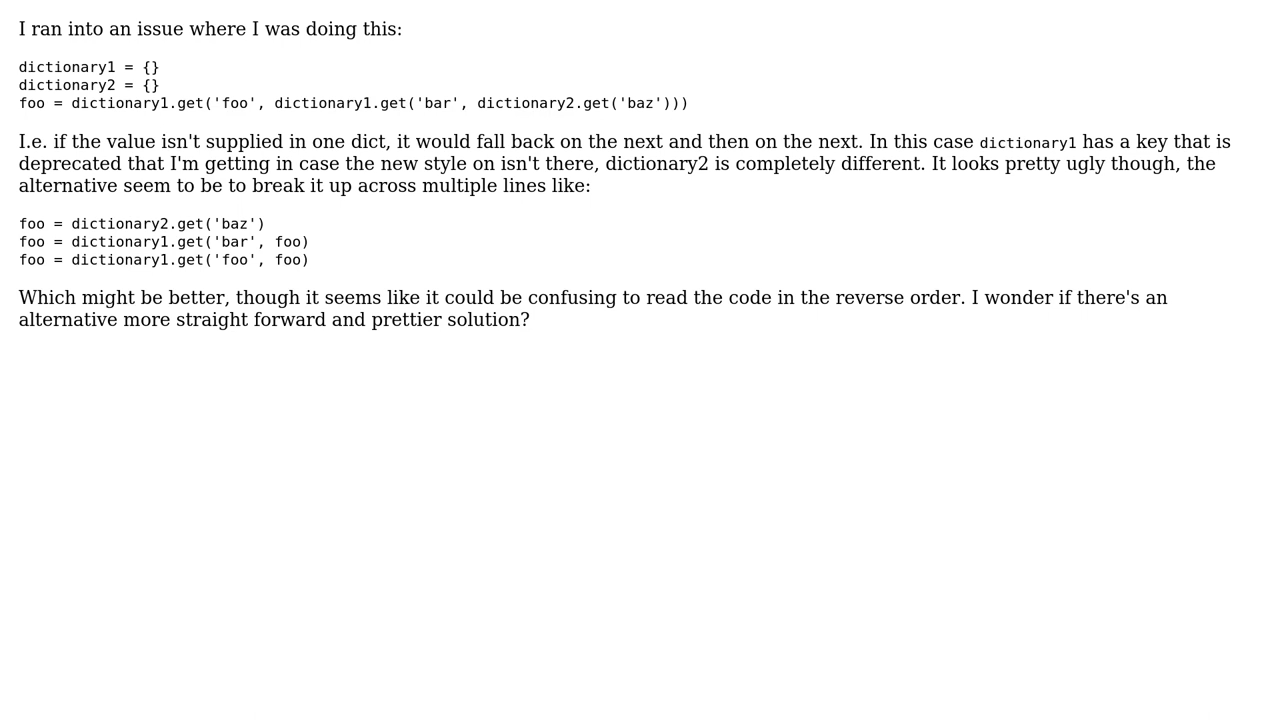 I ran into an issue where I was doing this:
dictionary1 = {}
dictionary2 = {}
foo = dictionary1.get('foo', dictionary1.get('bar', dictionary2.get('baz')))
I.e. if the value isn't supplied in one dict, it would fall back on the next and then on the next. In this case dictionary1 has a key that is
deprecated that I'm getting in case the new style on isn't there, dictionary2 is completely different. It looks pretty ugly though, the
alternative seem to be to break it up across multiple lines like:
foo = dictionary2.get('baz')
foo = dictionary1.get('bar', foo)
foo = dictionary1.get('foo', foo)
Which might be better, though it seems like it could be confusing to read the code in the reverse order. I wonder if there's an
alternative more straight forward and prettier solution?